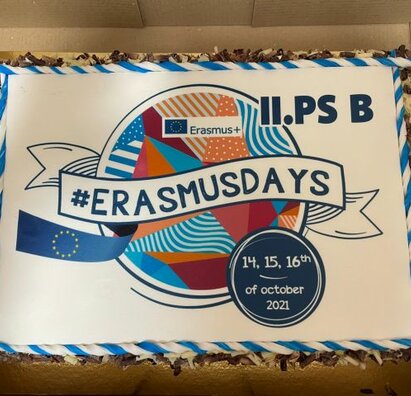 II.PS B
Erasmus+
#ERASMUSDAYS
14, 15, 16th
of october
2021